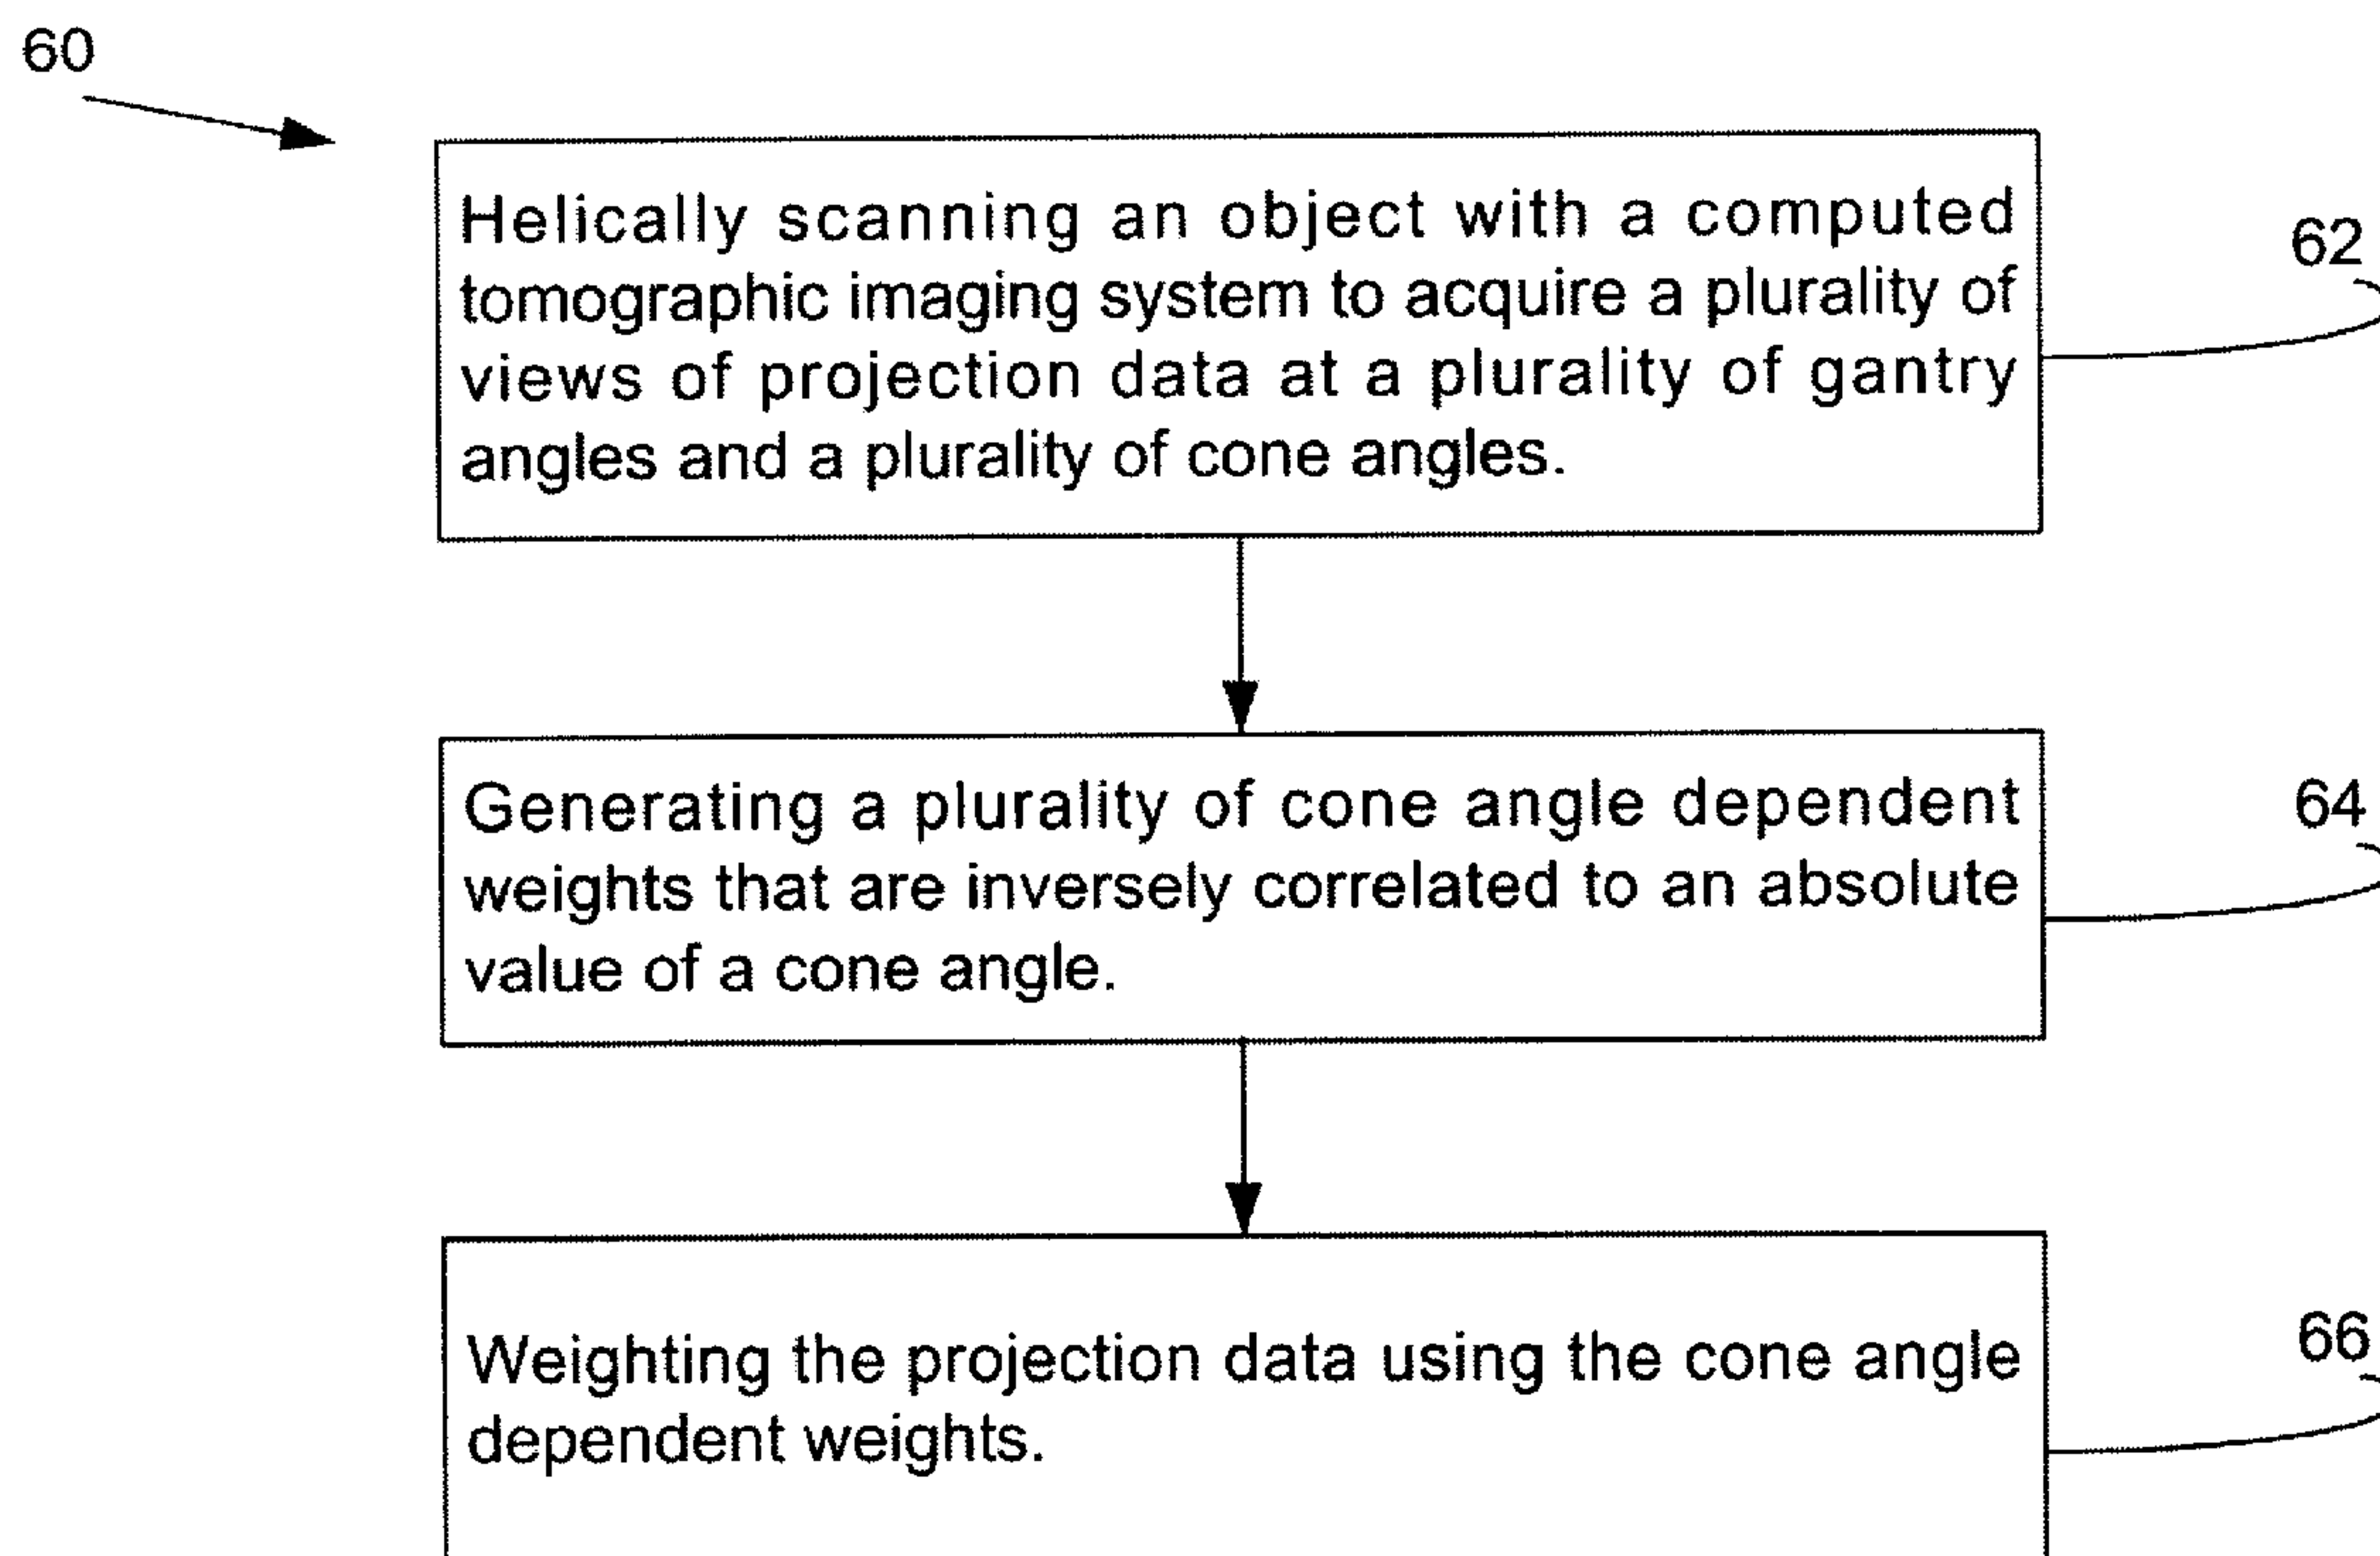 60
Helically scanning an object with a computed
tomographic imaging system to acquire a plurality of
views of projection data at a plurality of gantry
angles and a plurality of cone angles.
62
Generating a plurality of cone angle dependent
weights that are inversely correlated to an absolute
value of a cone angle.
64
Weighting the projection data using the cone angle
dependent weights.
66